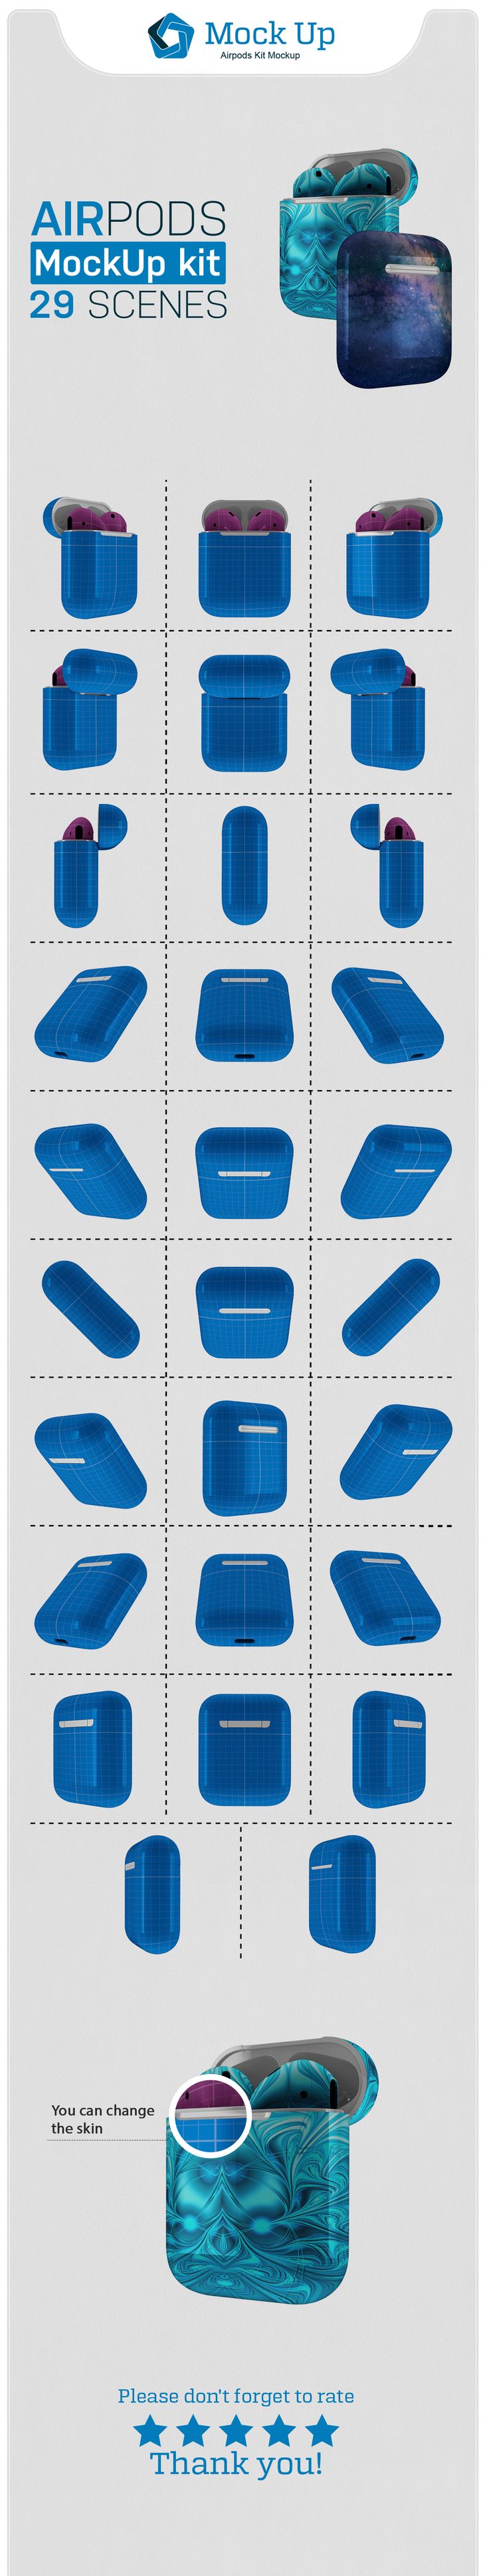 Mock Up
Airpods Kit Mockup
AIRPODS
MockUp kit
29 SCENES
You can change
the skin
Please don't forget to rate
Thank you!